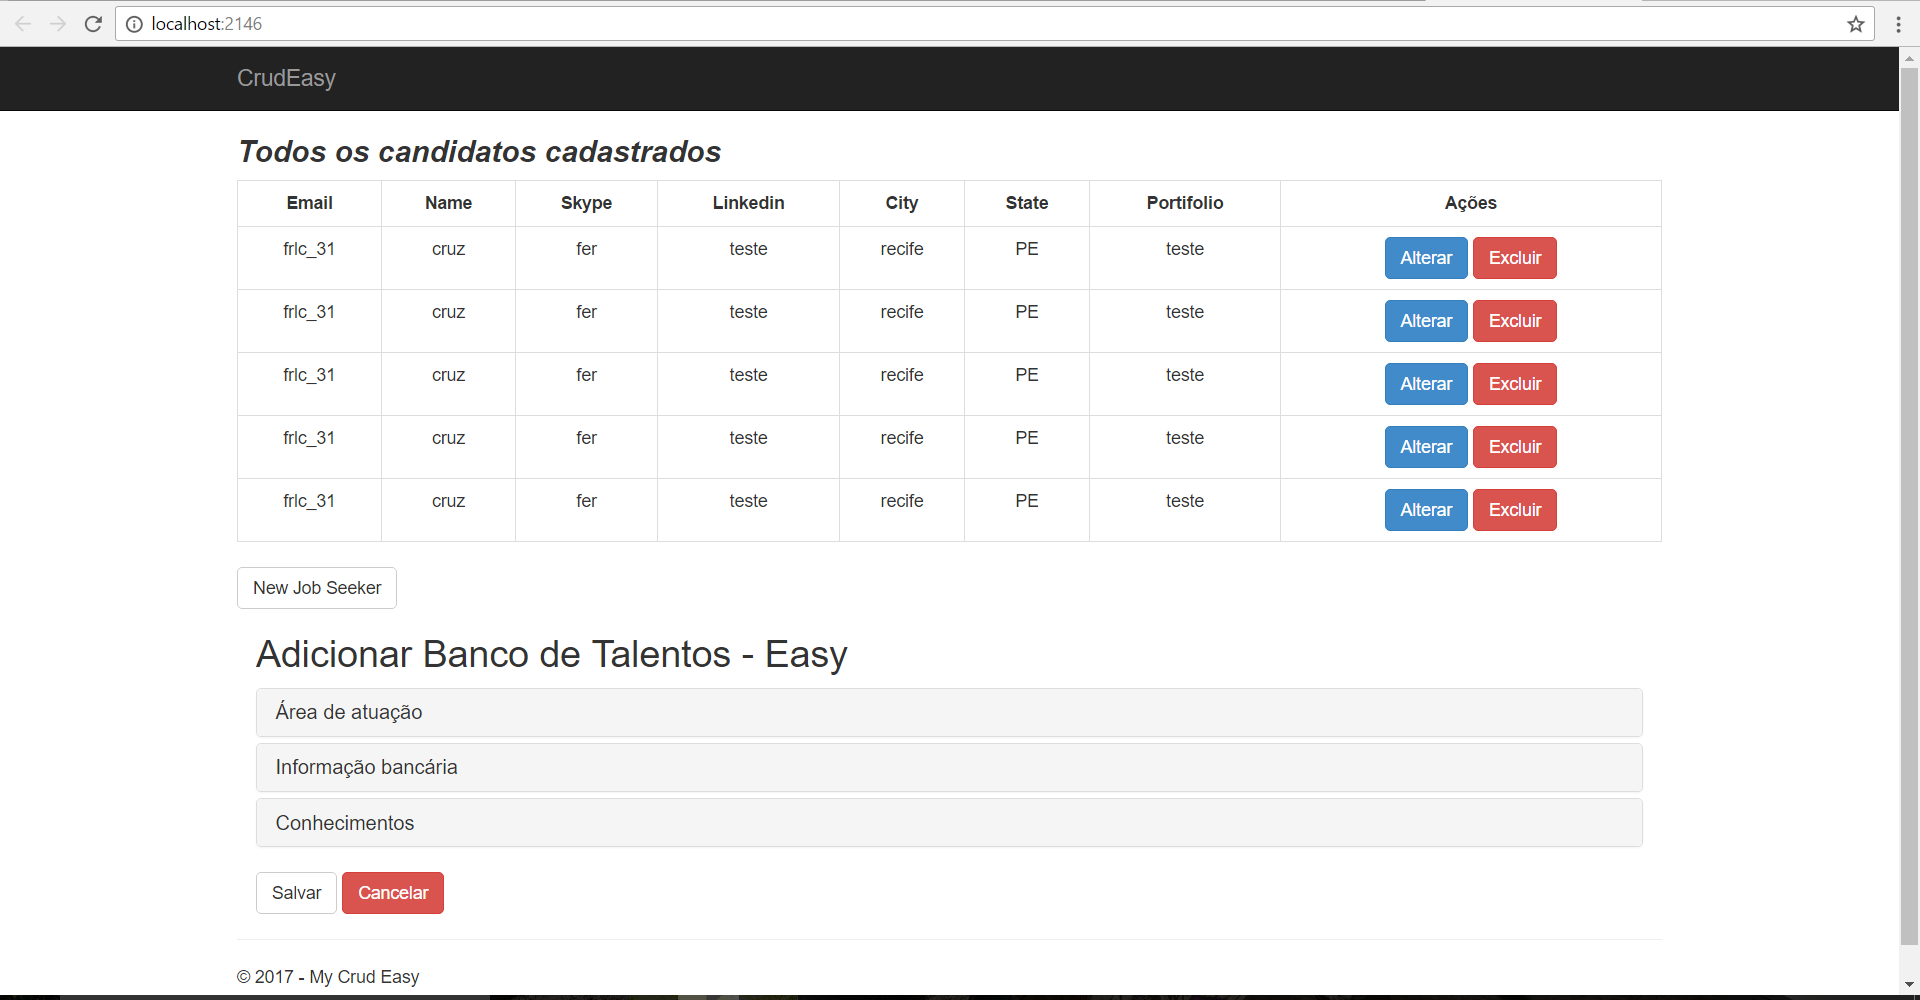 localhost:2146
CrudEasy
Todos os candidatos cadastrados
Email Name Skype Linkedin City State Portifolio Ações
frlc_31 cruz fer teste recife PE teste Alterar Excluir
frlc_31 cruz fer teste recife PE teste Alterar Excluir
frlc_31 cruz fer teste recife PE teste Alterar Excluir
frlc_31 cruz fer teste recife PE teste Alterar Excluir
frlc_31 cruz fer teste recife PE teste Alterar Excluir
New Job Seeker
Adicionar Banco de Talentos - Easy
Área de atuação
Informação bancária
Conhecimentos
Salvar Cancelar
© 2017 - My Crud Easy